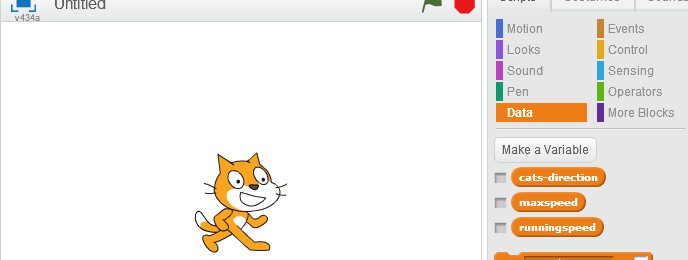 Untitled
v434a
Scripts
Motion
Events
Looks
Control
Sound
Sensing
Pen
Operators
Data
More Blocks
Make a Variable
cats-direction
maxspeed
runningspeed